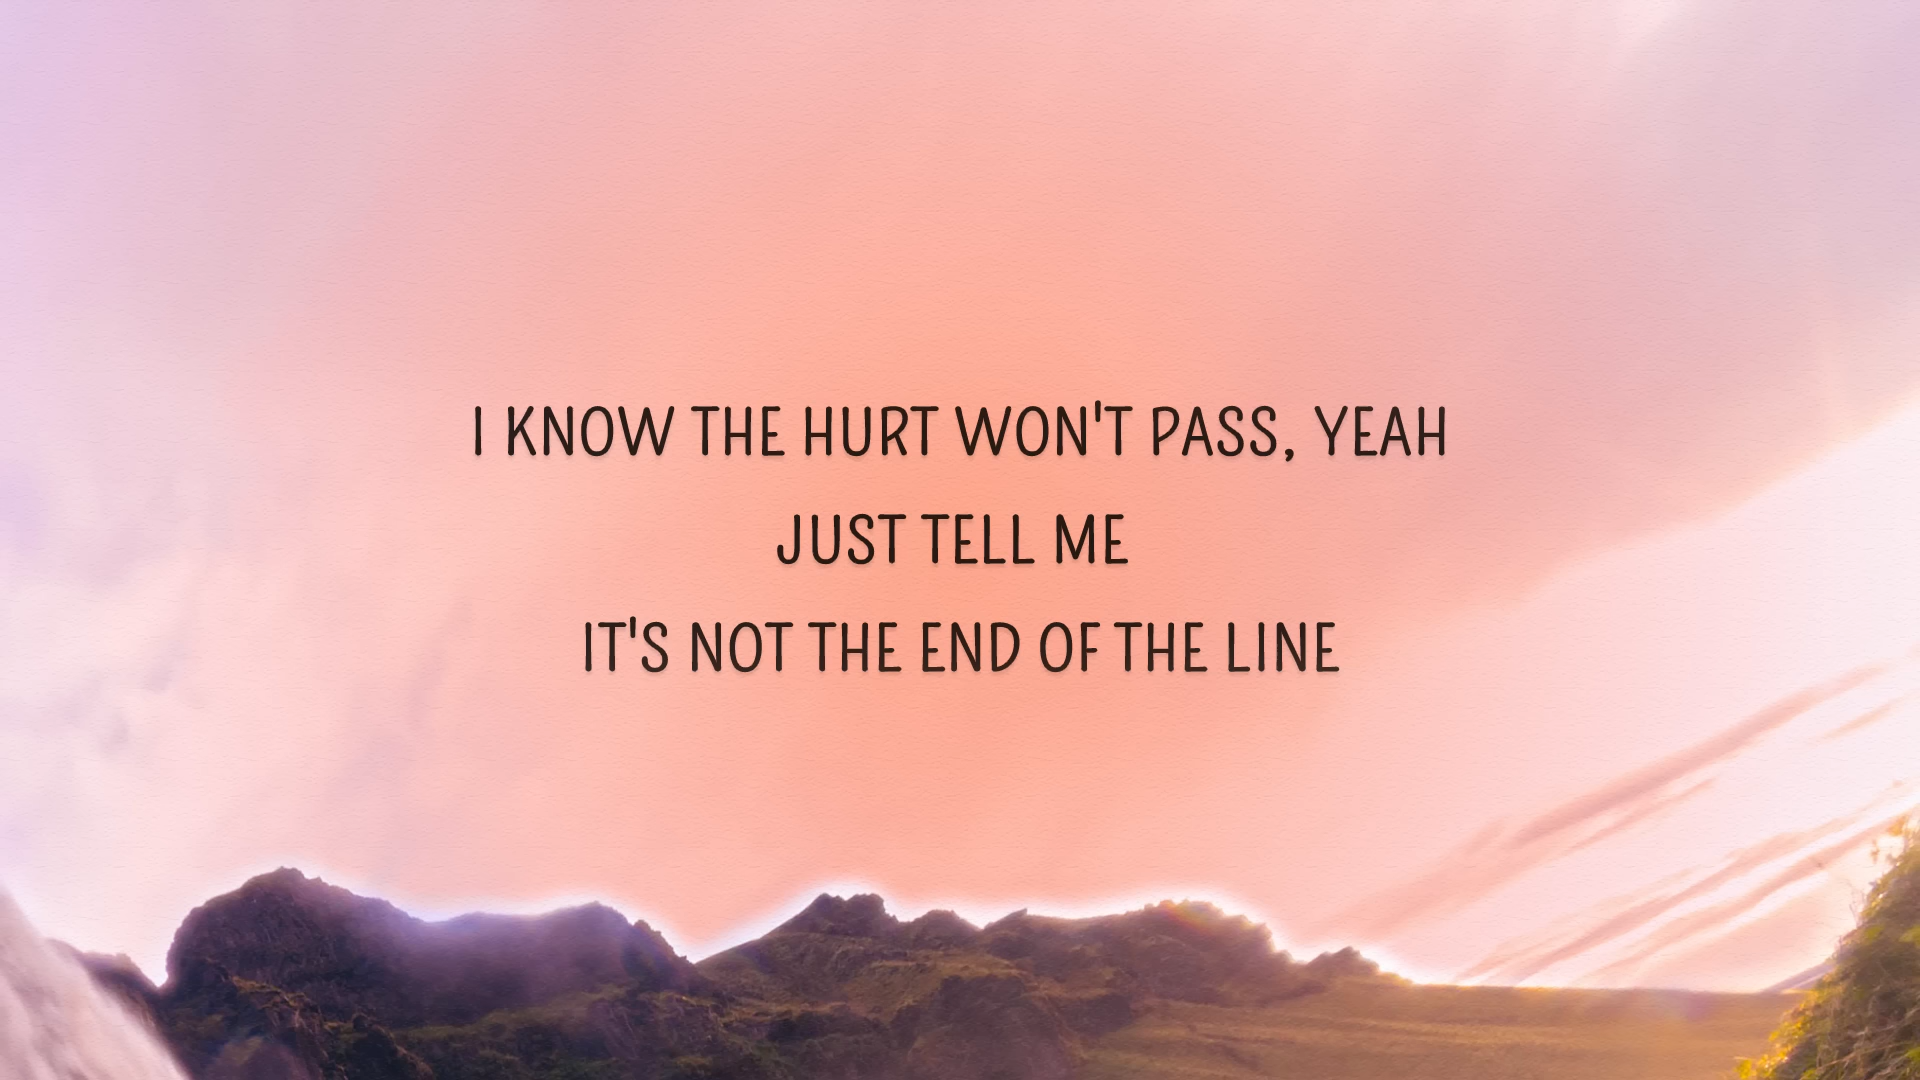 I KNOW THE HURT WON'T PASS, YEAH
JUST TELL ME
IT'S NOT THE END OF THE LINE